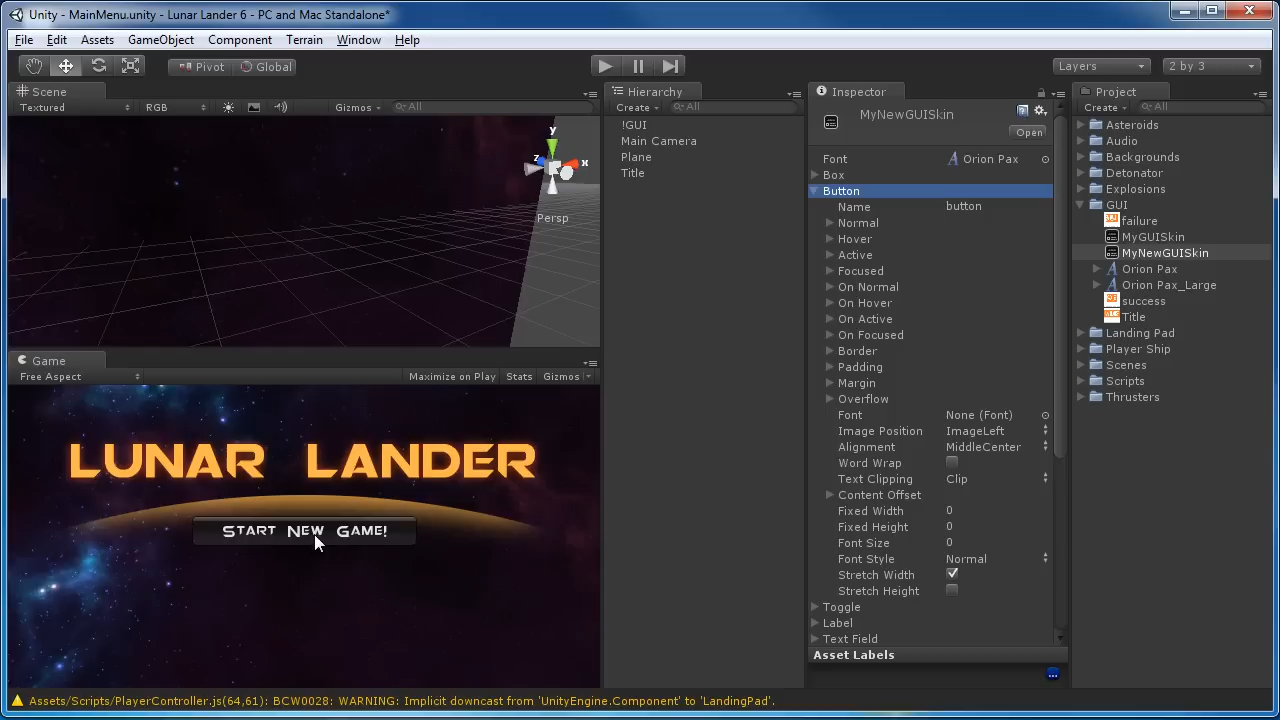 Unity - MainMenu.unity - Lunar Lander 6 - PC and Mac Standalone*
File Edit Assets GameObject Component Terrain Window Help
Pivot Global Layers 2 by 3
Scene
Textured RGB Gizmos All
y
z x
Persp
Game
Free Aspect Maximize on Play Stats Gizmos
LUNAR LANDER
START NEW GAME!
Hierarchy
Create All
!GUI
Main Camera
Plane
Title
Inspector
MyNewGUISkin
Open
Font Orion Pax
Box
Button
Name button
Normal
Hover
Active
Focused
On Normal
On Hover
On Active
On Focused
Border
Padding
Margin
Overflow
Font None (Font)
Image Position ImageLeft
Alignment MiddleCenter
Word Wrap
Text Clipping Clip
Content Offset
Fixed Width 0
Fixed Height 0
Font Size 0
Font Style Normal
Stretch Width
Stretch Height
Toggle
Label
Text Field
Asset Labels
Project
Create All
Asteroids
Audio
Backgrounds
Detonator
Explosions
GUI
failure
MyGUISkin
MyNewGUISkin
Orion Pax
Orion Pax_Large
success
Title
Landing Pad
Player Ship
Scenes
Scripts
Thrusters
Assets/Scripts/PlayerController.js(64,61): BCW0028: WARNING: Implicit downcast from 'UnityEngine.Component' to 'LandingPad'.